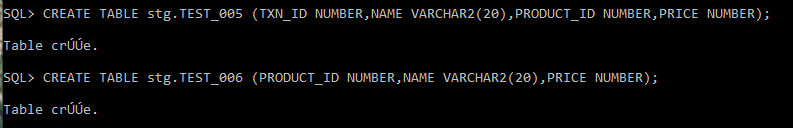 SQL> CREATE TABLE stg.TEST_005 (TXN_ID NUMBER,NAME VARCHAR2(20),PRODUCT_ID NUMBER,PRICE NUMBER);
Table crÚÚe.
SQL> CREATE TABLE stg.TEST_006 (PRODUCT_ID NUMBER,NAME VARCHAR2(20),PRICE NUMBER);
Table crÚÚe.